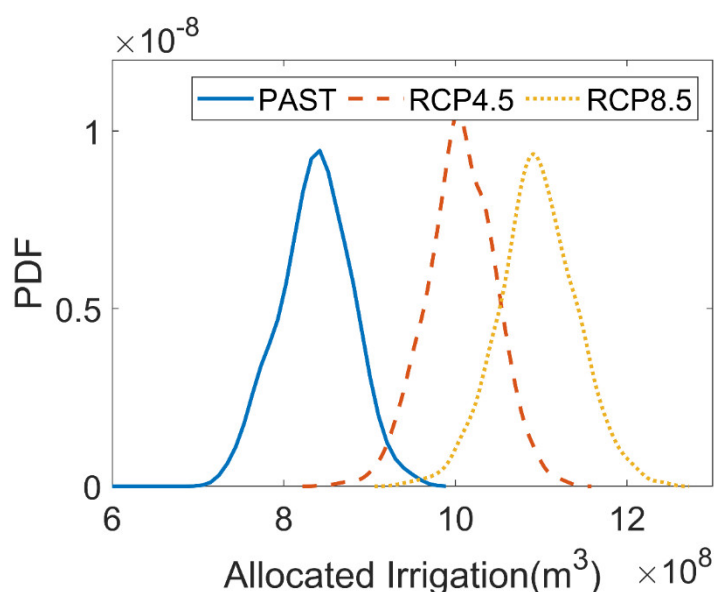 ×10⁻⁸
PAST RCP4.5 RCP8.5
1
0.5
0
PDF
6 8 10 12
Allocated Irrigation(m³) ×10⁸